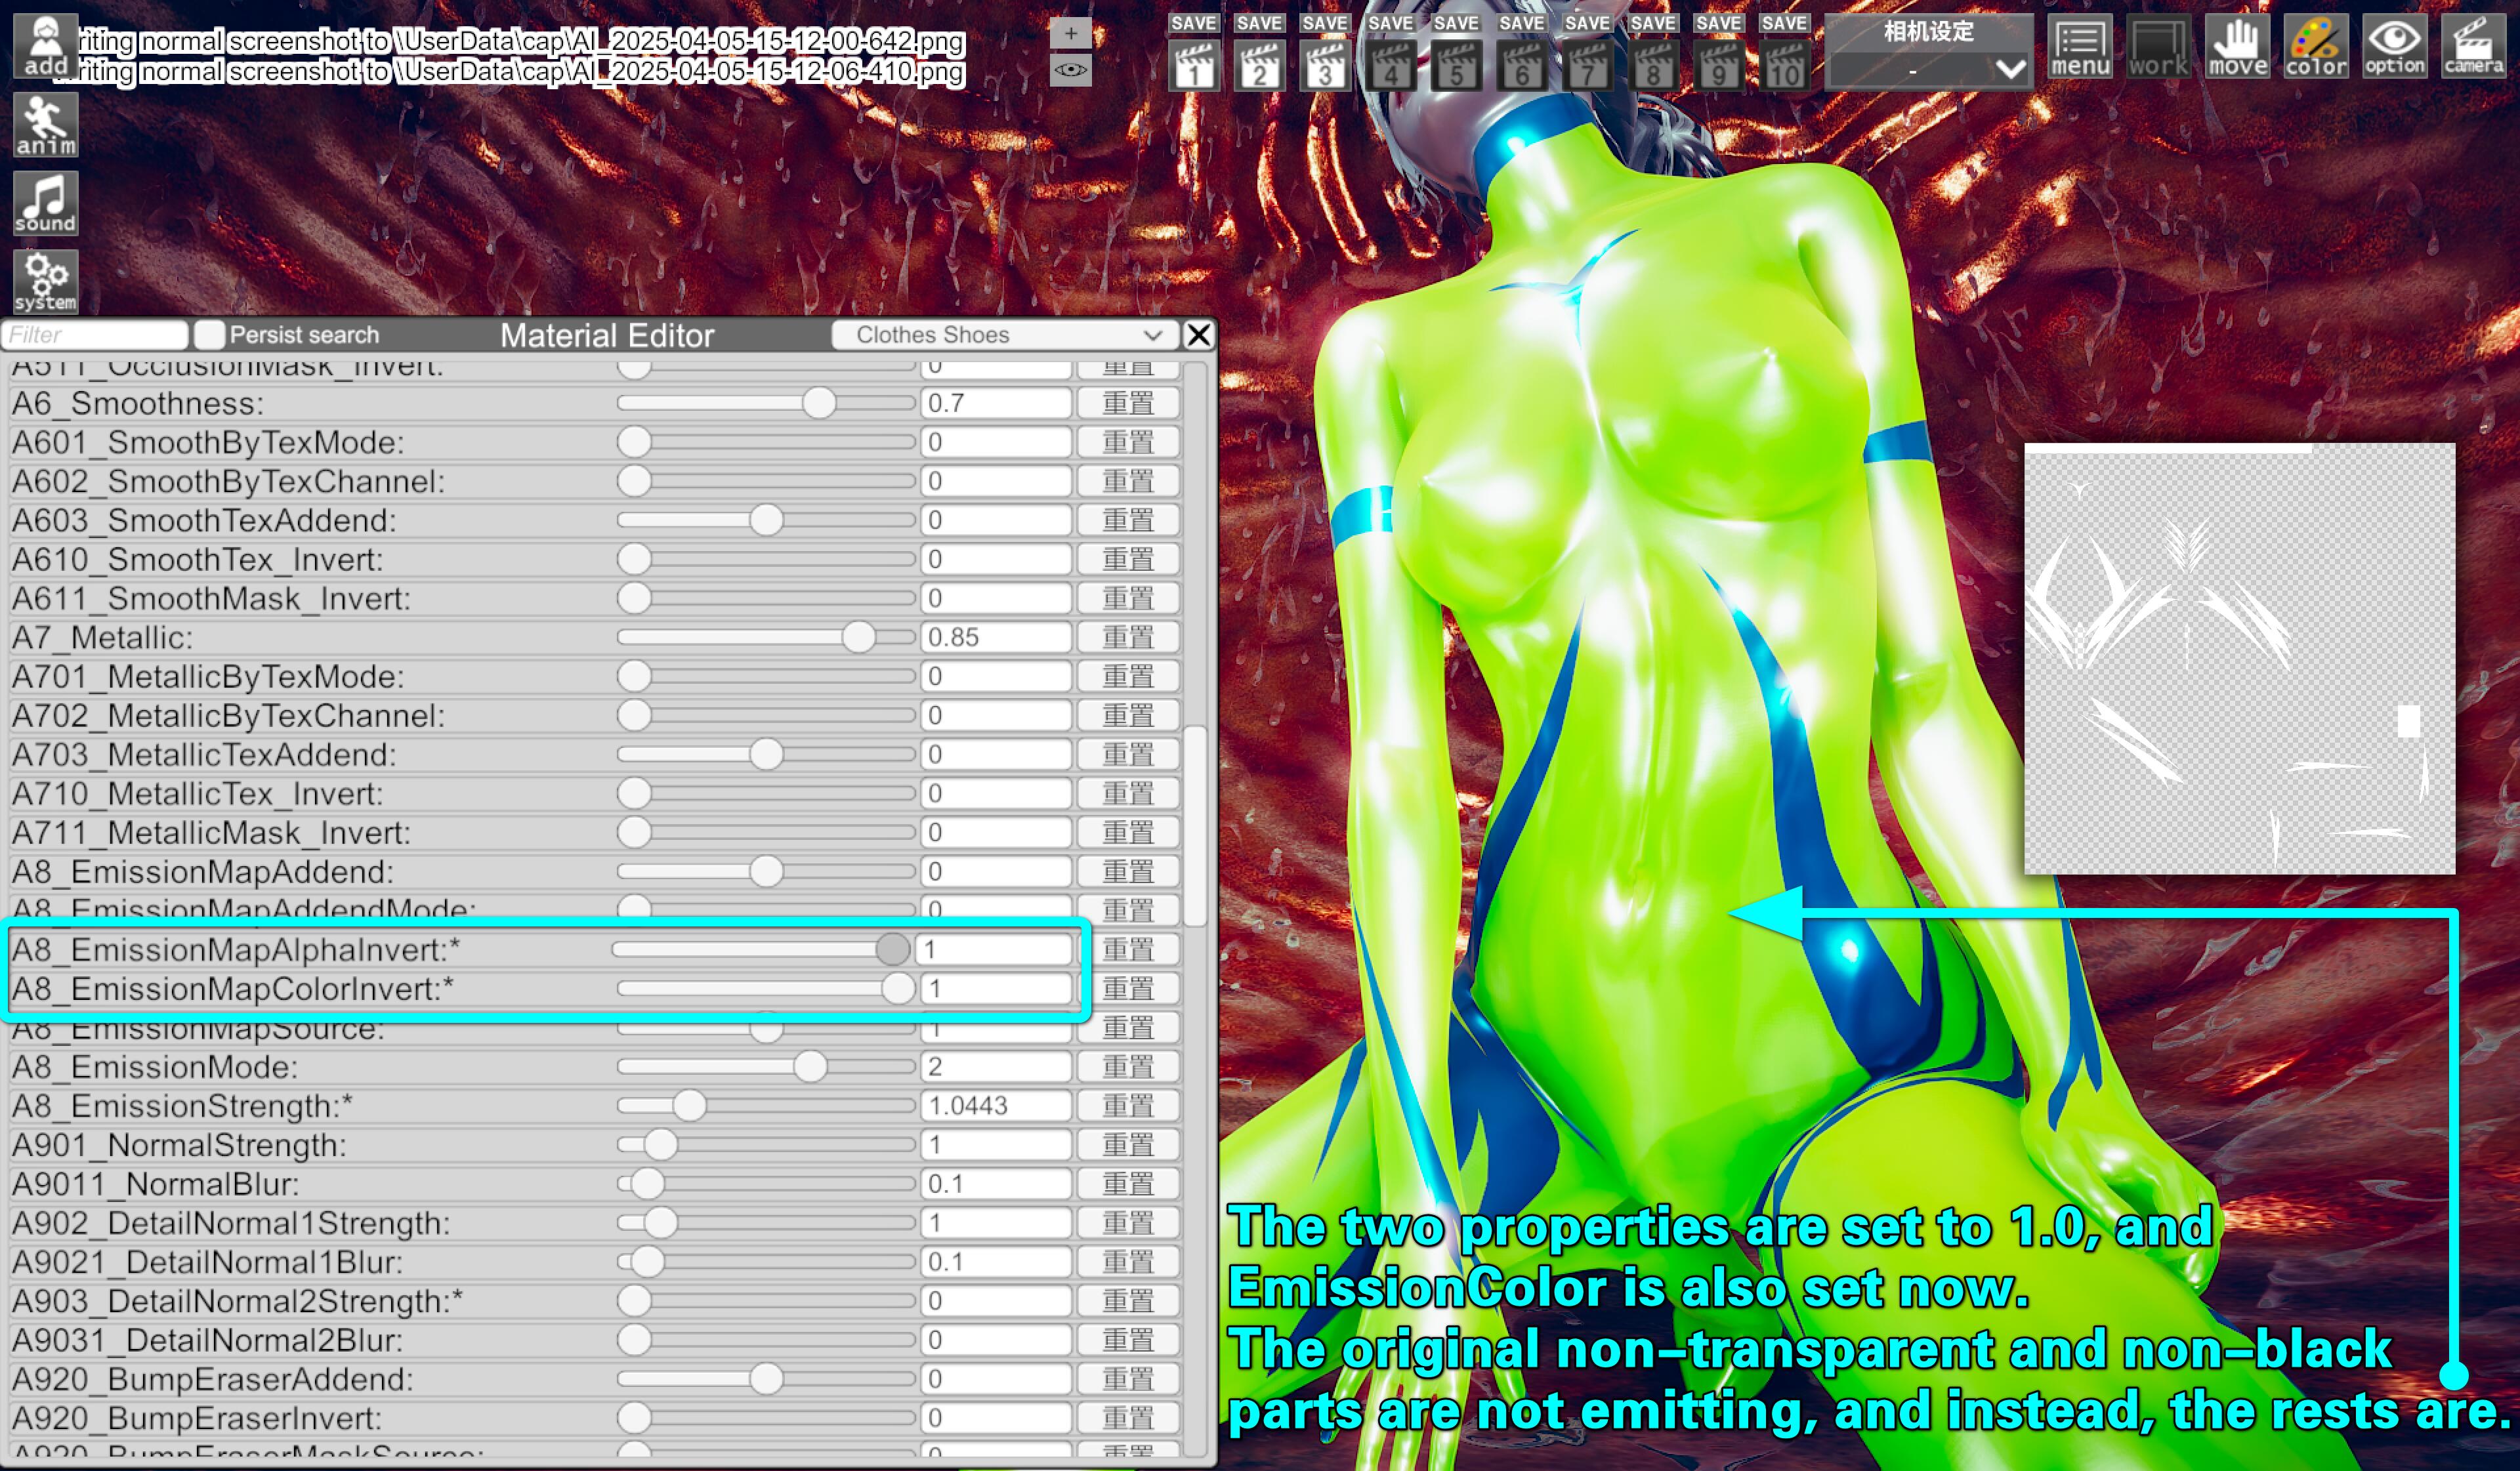 riting normal screenshot to \UserData\cap\AI_2025-04-05-15-12-00-642.png
riting normal screenshot to \UserData\cap\AI_2025-04-05-15-12-06-410.png
add
anim
sound
system
+
SAVE SAVE SAVE SAVE SAVE SAVE SAVE SAVE SAVE SAVE
1 2 3 4 5 6 7 8 9 10
相机设定
-
menu work move color option camera
Filter Persist search Material Editor Clothes Shoes
A511_OcclusionMask_Invert: 0 重置
A6_Smoothness: 0.7 重置
A601_SmoothByTexMode: 0 重置
A602_SmoothByTexChannel: 0 重置
A603_SmoothTexAddend: 0 重置
A610_SmoothTex_Invert: 0 重置
A611_SmoothMask_Invert: 0 重置
A7_Metallic: 0.85 重置
A701_MetallicByTexMode: 0 重置
A702_MetallicByTexChannel: 0 重置
A703_MetallicTexAddend: 0 重置
A710_MetallicTex_Invert: 0 重置
A711_MetallicMask_Invert: 0 重置
A8_EmissionMapAddend: 0 重置
A8_EmissionMapAddendMode: 0 重置
A8_EmissionMapAlphaInvert:* 1 重置
A8_EmissionMapColorInvert:* 1 重置
A8_EmissionMapSource: 1 重置
A8_EmissionMode: 2 重置
A8_EmissionStrength:* 1.0443 重置
A901_NormalStrength: 1 重置
A9011_NormalBlur: 0.1 重置
A902_DetailNormal1Strength: 1 重置
A9021_DetailNormal1Blur: 0.1 重置
A903_DetailNormal2Strength:* 0 重置
A9031_DetailNormal2Blur: 0 重置
A920_BumpEraserAddend: 0 重置
A920_BumpEraserInvert: 0 重置
A920_BumpEraserMaskSource: 0 重置
The two properties are set to 1.0, and
EmissionColor is also set now.
The original non-transparent and non-black
parts are not emitting, and instead, the rests are.